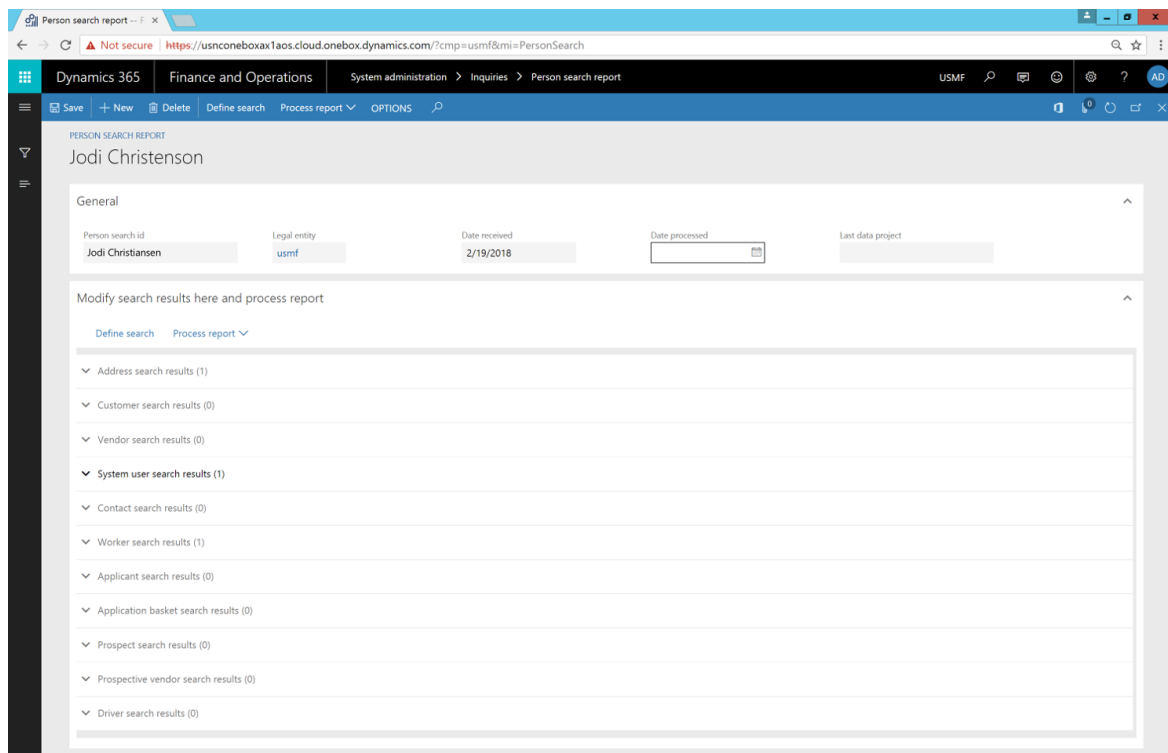 Person search report -- F
Not secure https://usnconeboxax1aos.cloud.onebox.dynamics.com/?cmp=usmf&mi=PersonSearch
Dynamics 365 Finance and Operations System administration > Inquiries > Person search report USMF ? AD
Save + New Delete Define search Process report OPTIONS 0
PERSON SEARCH REPORT
Jodi Christenson
General
Person search id Legal entity Date received Date processed Last data project
Jodi Christiansen usmf 2/19/2018
Modify search results here and process report
Define search Process report
Address search results (1)
Customer search results (0)
Vendor search results (0)
System user search results (1)
Contact search results (0)
Worker search results (1)
Applicant search results (0)
Application basket search results (0)
Prospect search results (0)
Prospective vendor search results (0)
Driver search results (0)